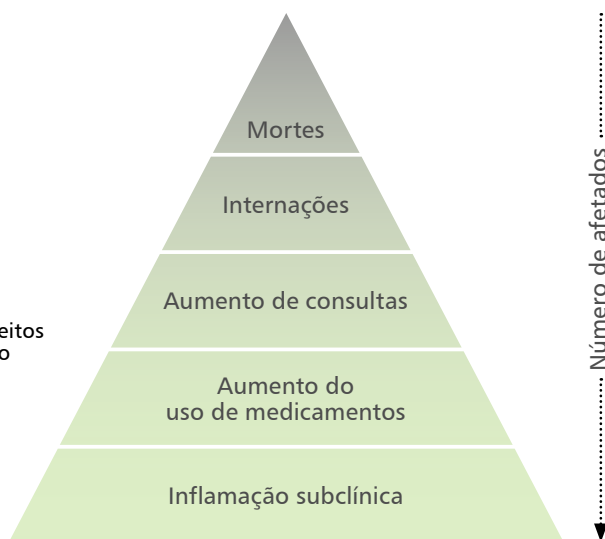 Mortes
Internações
Aumento de consultas
Aumento do
uso de medicamentos
Inflamação subclínica
Número de afetados